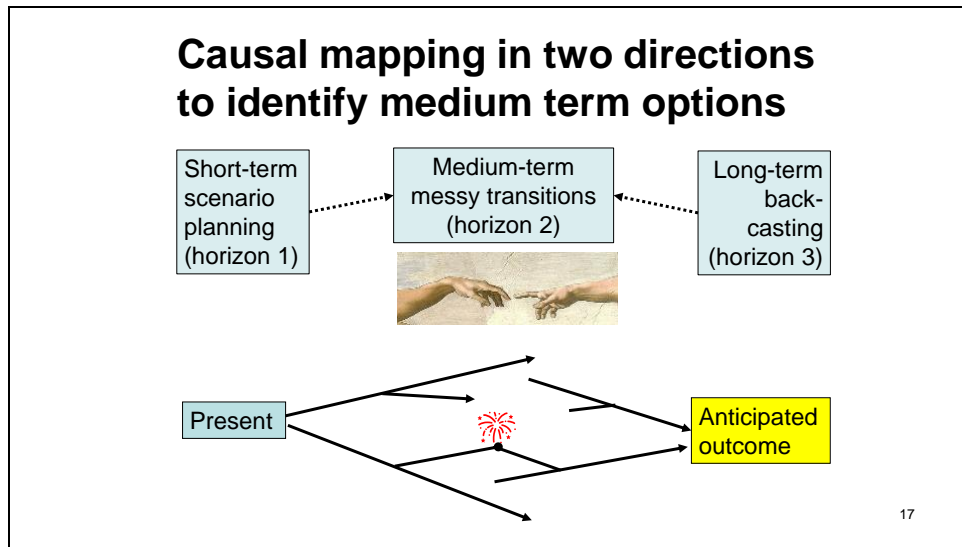 Causal mapping in two directions
to identify medium term options
Short-term
scenario
planning
(horizon 1)
Medium-term
messy transitions
(horizon 2)
Long-term
back-
casting
(horizon 3)
Present
Anticipated
outcome
17